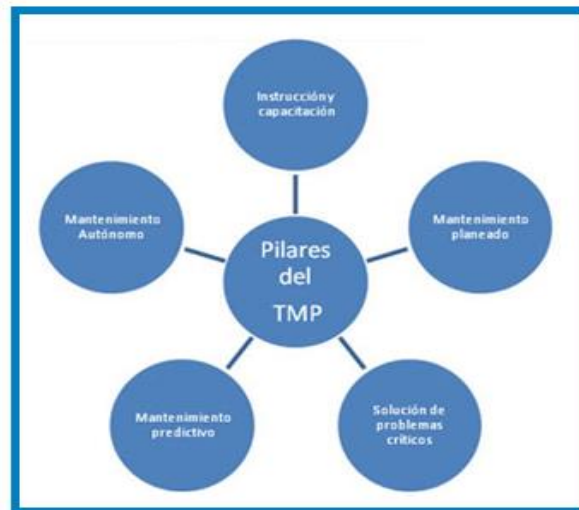 Instrucción y
capacitación
Mantenimiento
Autónomo
Mantenimiento
planeado
Pilares
del
TMP
Mantenimiento
predictivo
Solución de
problemas
críticos